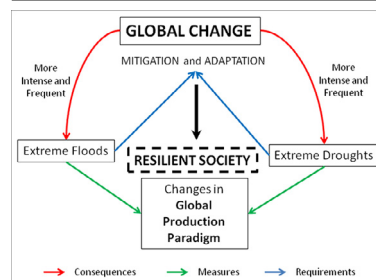 GLOBAL CHANGE
MITIGATION and ADAPTATION
More
Intense and
Frequent
More
Intense and
Frequent
Extreme Floods
RESILIENT SOCIETY
Extreme Droughts
Changes in
Global
Production
Paradigm
Consequences
Measures
Requirements